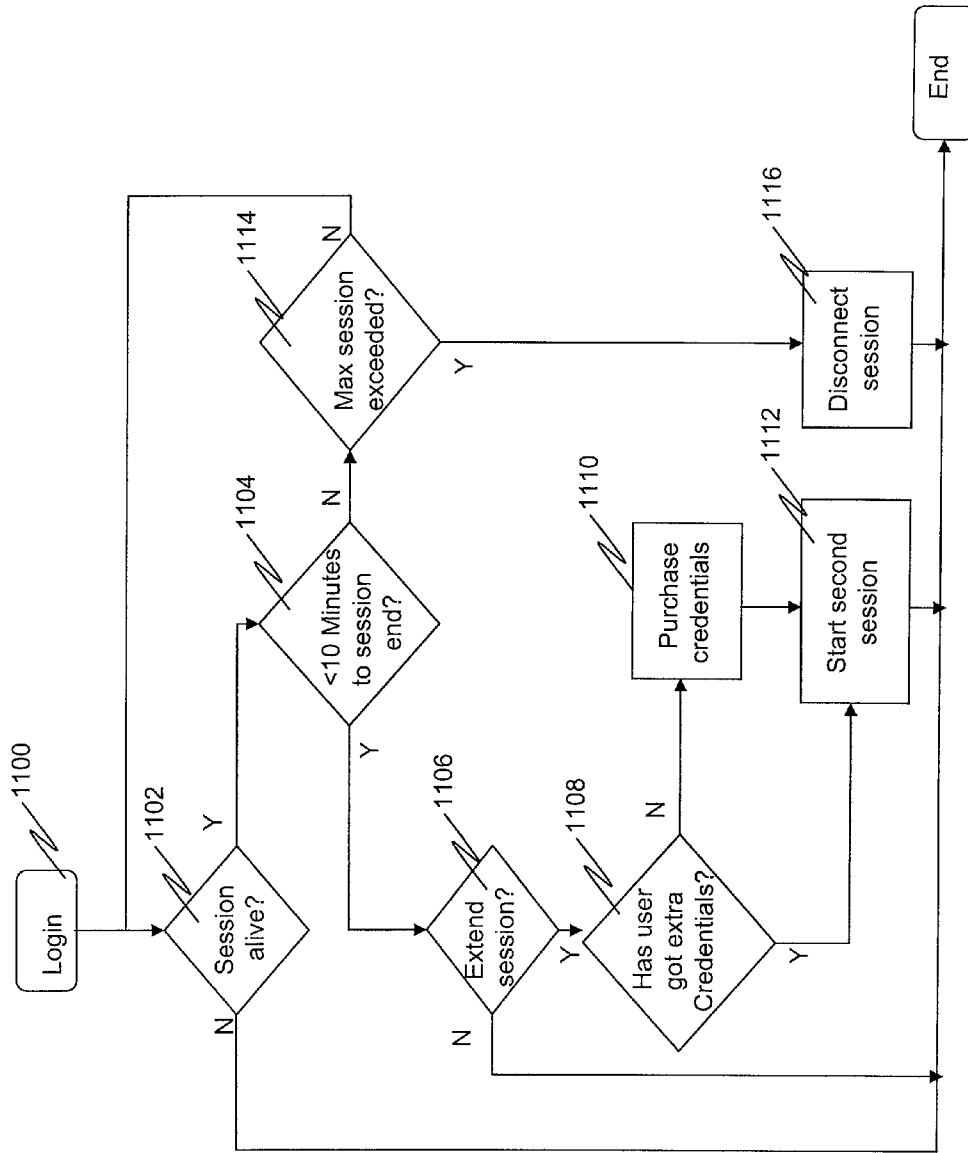 Login
1100
Session
alive?
1102
Y
N
<10 Minutes
to session
end?
1104
N
Y
Max session
exceeded?
1114
N
Y
Extend
session?
1106
N
Y
Has user
got extra
Credentials?
1108
N
Y
Purchase
credentials
1110
Start second
session
1112
Disconnect
session
1116
End